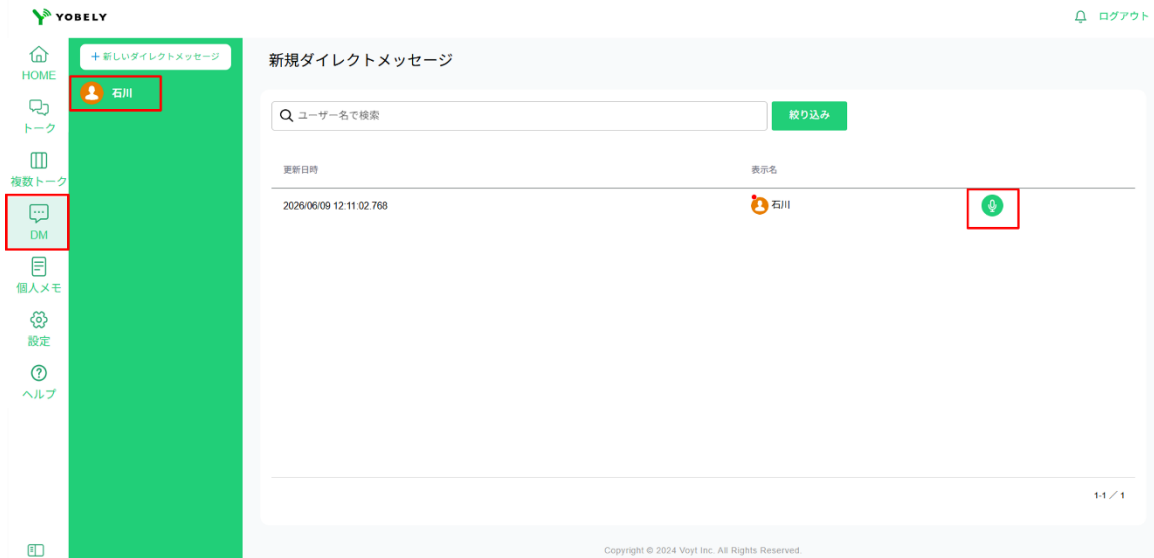 YOBELY
ログアウト
HOME
トーク
複数トーク
DM
個人メモ
設定
ヘルプ
+ 新しいダイレクトメッセージ
石川
新規ダイレクトメッセージ
ユーザー名で検索
絞り込み
更新日時 表示名
2026/06/09 12:11:02.768 石川
1-1 / 1
Copyright © 2024 Voyt Inc. All Rights Reserved.